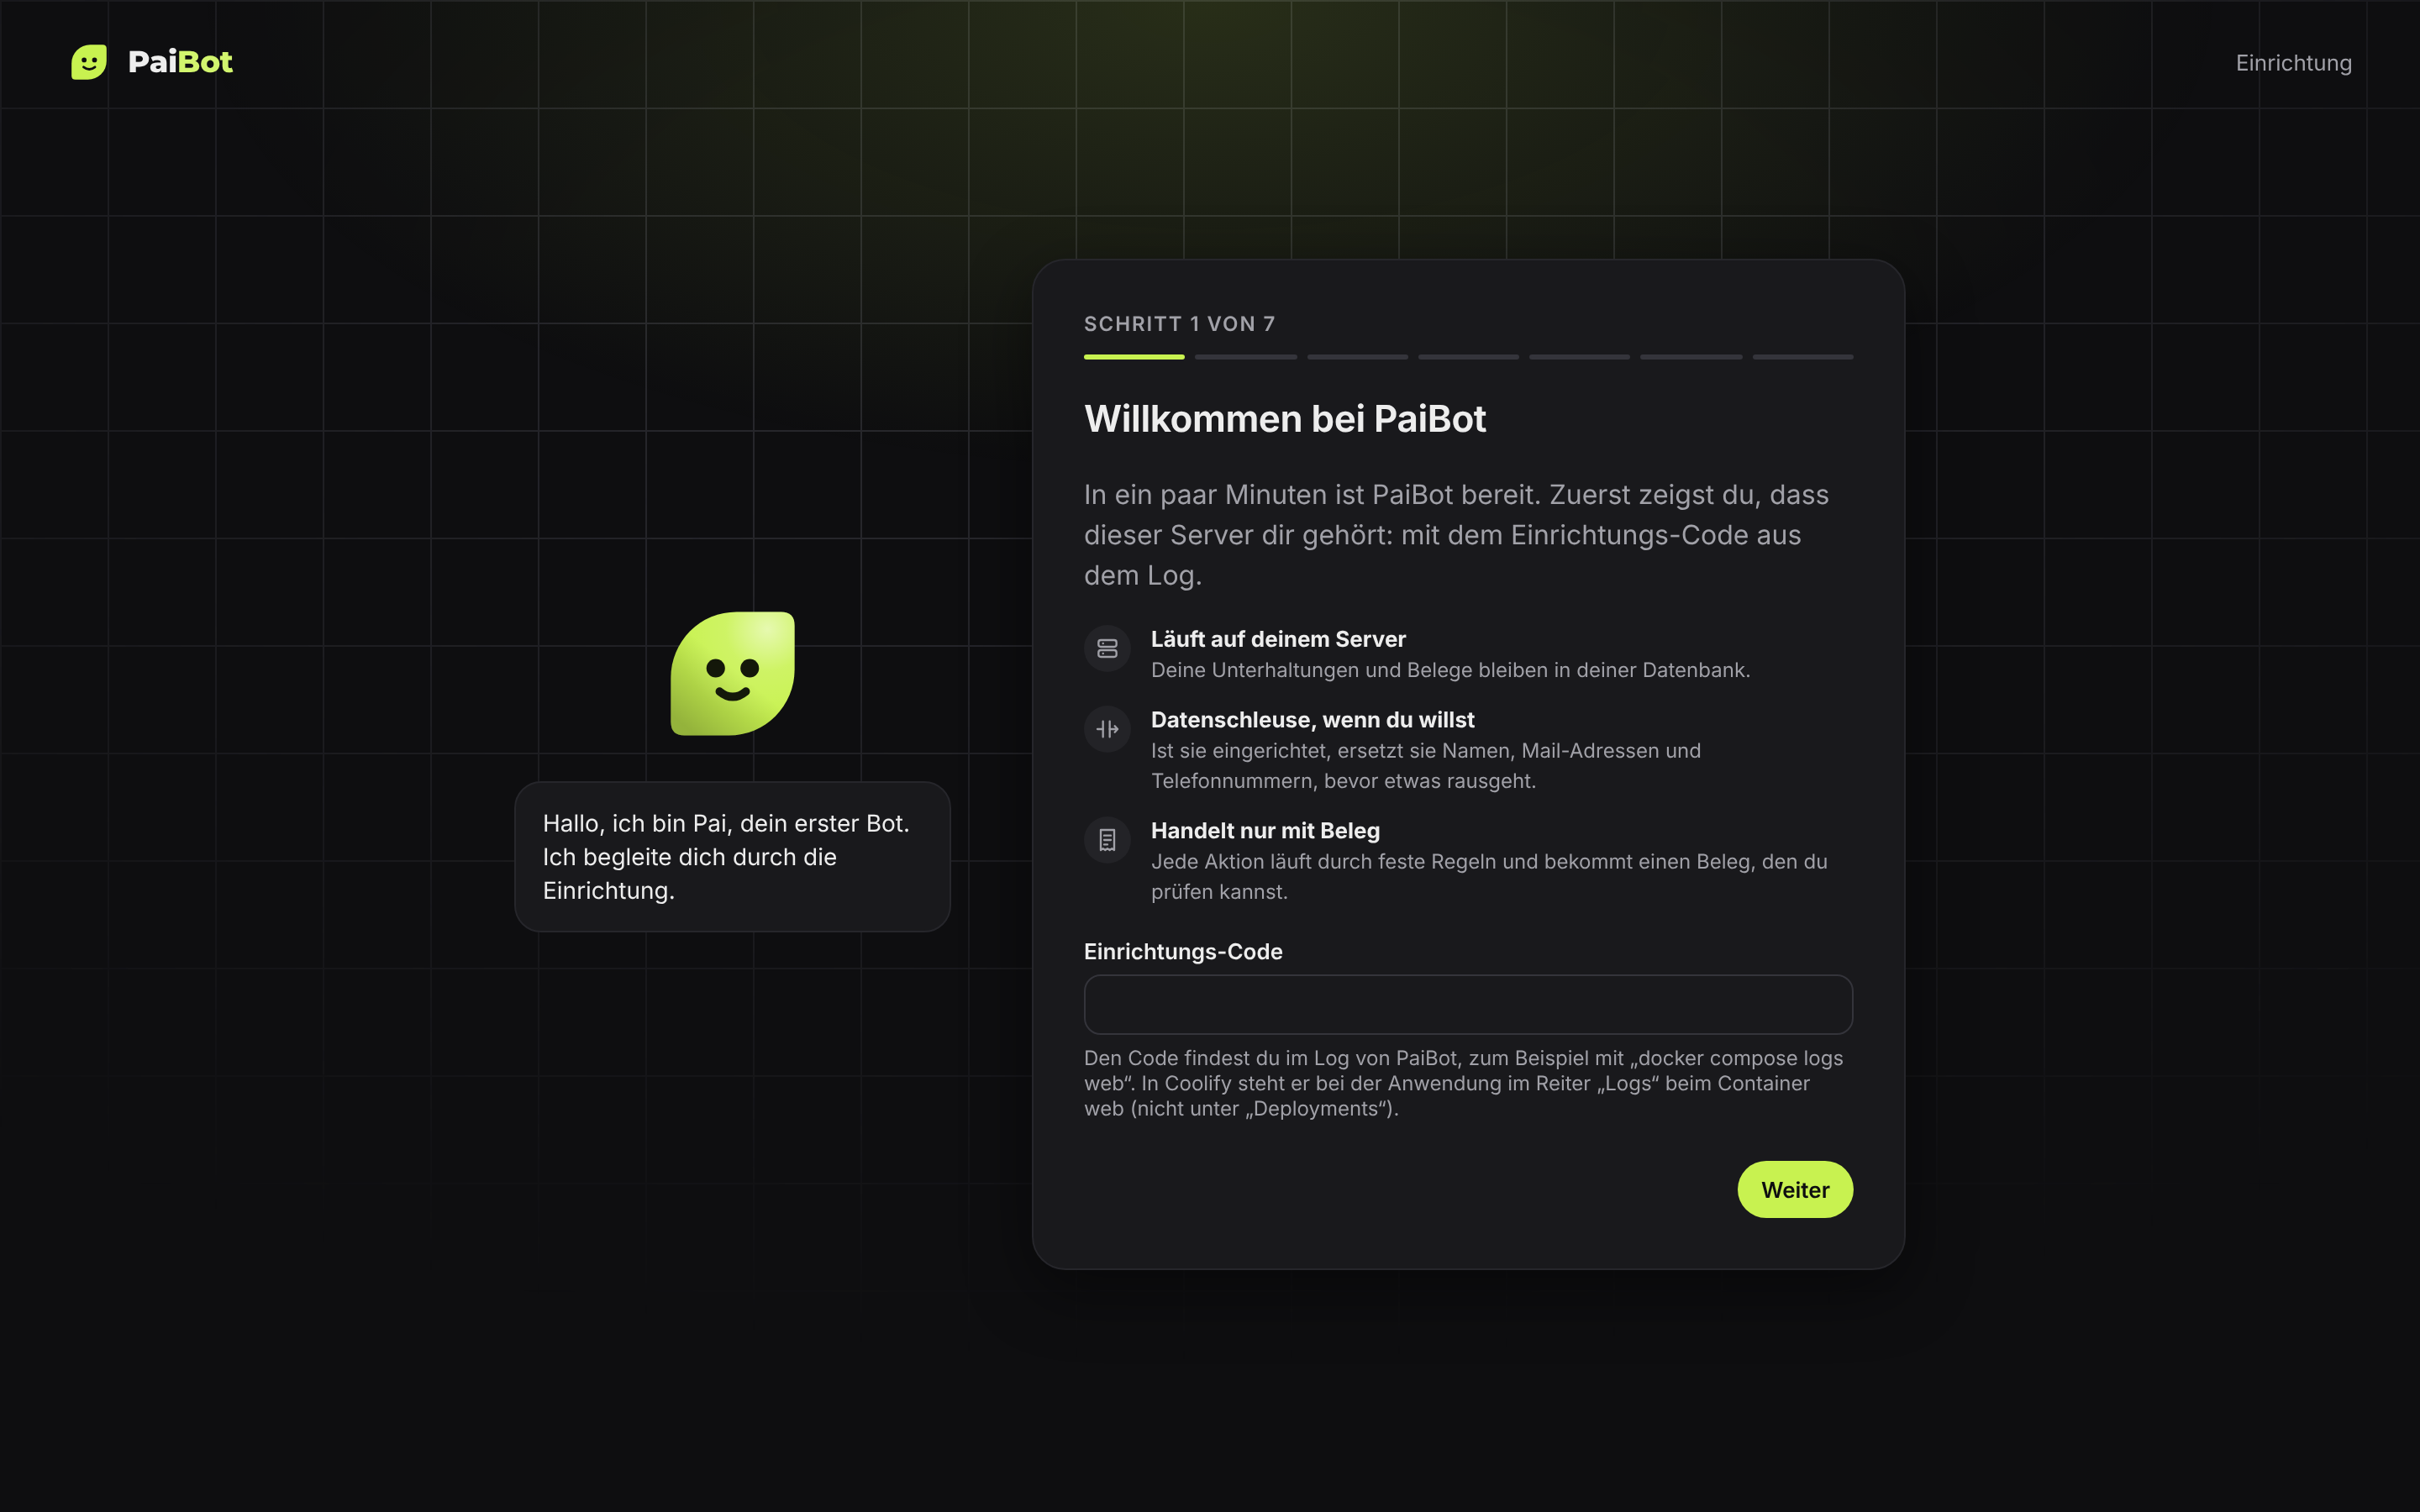 PaiBot
Einrichtung
Hallo, ich bin Pai, dein erster Bot.
Ich begleite dich durch die
Einrichtung.
SCHRITT 1 VON 7
Willkommen bei PaiBot
In ein paar Minuten ist PaiBot bereit. Zuerst zeigst du, dass
dieser Server dir gehört: mit dem Einrichtungs-Code aus
dem Log.
Läuft auf deinem Server
Deine Unterhaltungen und Belege bleiben in deiner Datenbank.
Datenschleuse, wenn du willst
Ist sie eingerichtet, ersetzt sie Namen, Mail-Adressen und
Telefonnummern, bevor etwas rausgeht.
Handelt nur mit Beleg
Jede Aktion läuft durch feste Regeln und bekommt einen Beleg, den du
prüfen kannst.
Einrichtungs-Code
Den Code findest du im Log von PaiBot, zum Beispiel mit „docker compose logs
web“. In Coolify steht er bei der Anwendung im Reiter „Logs“ beim Container
web (nicht unter „Deployments“).
Weiter